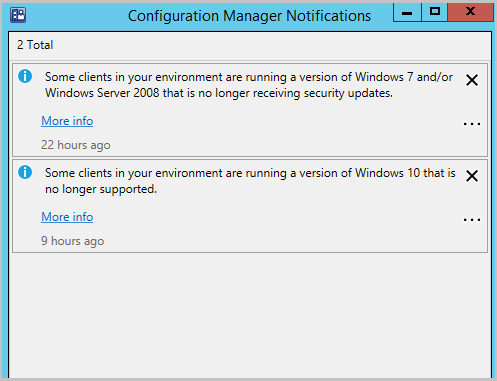 Configuration Manager Notifications
2 Total
Some clients in your environment are running a version of Windows 7 and/or
Windows Server 2008 that is no longer receiving security updates.
More info
22 hours ago
Some clients in your environment are running a version of Windows 10 that is
no longer supported.
More info
9 hours ago